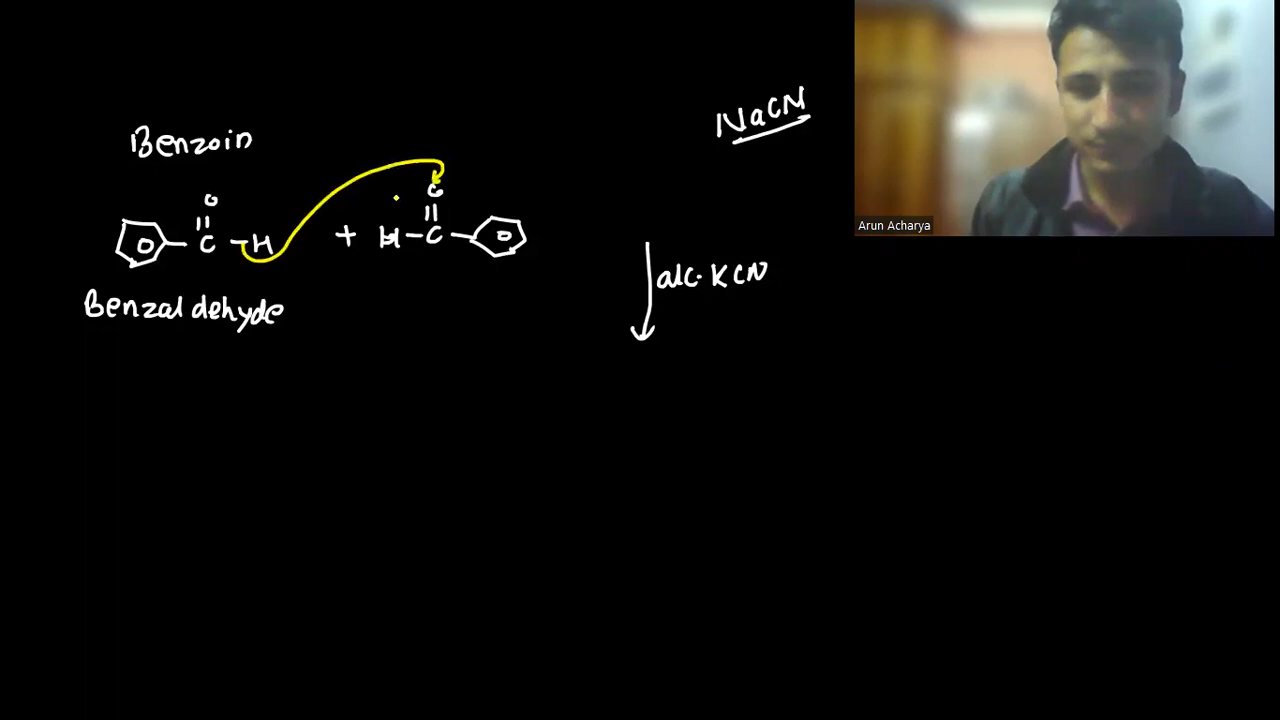 NaCN
Benzoin
O O
C -H + H-C
alc. KCN
Benzaldehyde
Arun Acharya